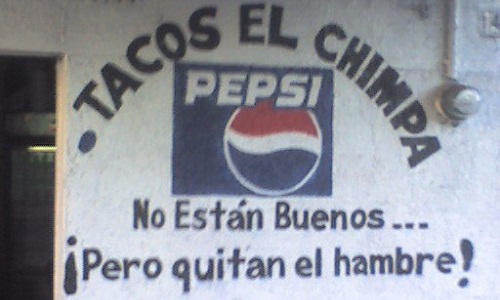 TACOS EL CHIMPA
PEPSI
No Están Buenos...
¡Pero quitan el hambre!